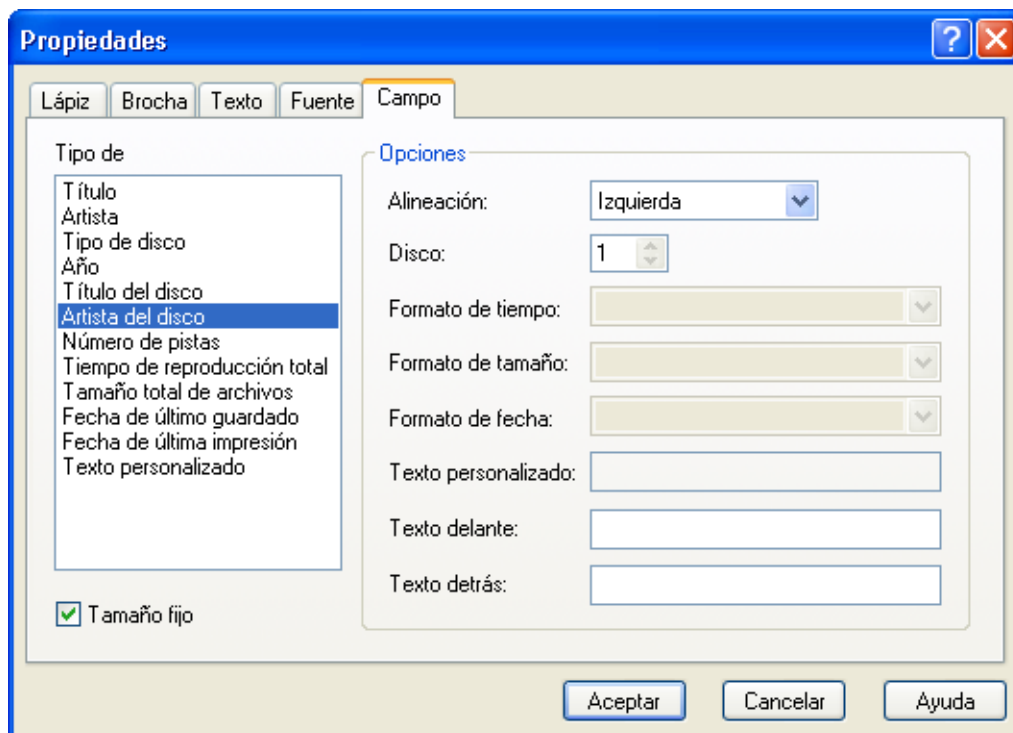 Propiedades
Lápiz Brocha Texto Fuente Campo
Tipo de
Título
Artista
Tipo de disco
Año
Título del disco
Artista del disco
Número de pistas
Tiempo de reproducción total
Tamaño total de archivos
Fecha de último guardado
Fecha de última impresión
Texto personalizado
Tamaño fijo
Opciones
Alineación: Izquierda
Disco: 1
Formato de tiempo:
Formato de tamaño:
Formato de fecha:
Texto personalizado:
Texto delante:
Texto detrás:
Aceptar Cancelar Ayuda